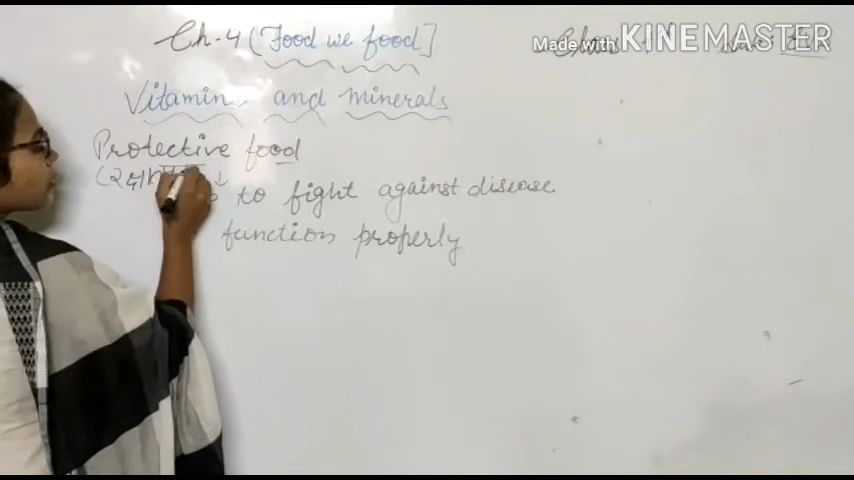 Ch-4 (Food we food]
Made with KINEMASTER
Vitamins and Minerals
Protective food
to fight against disease
function properly